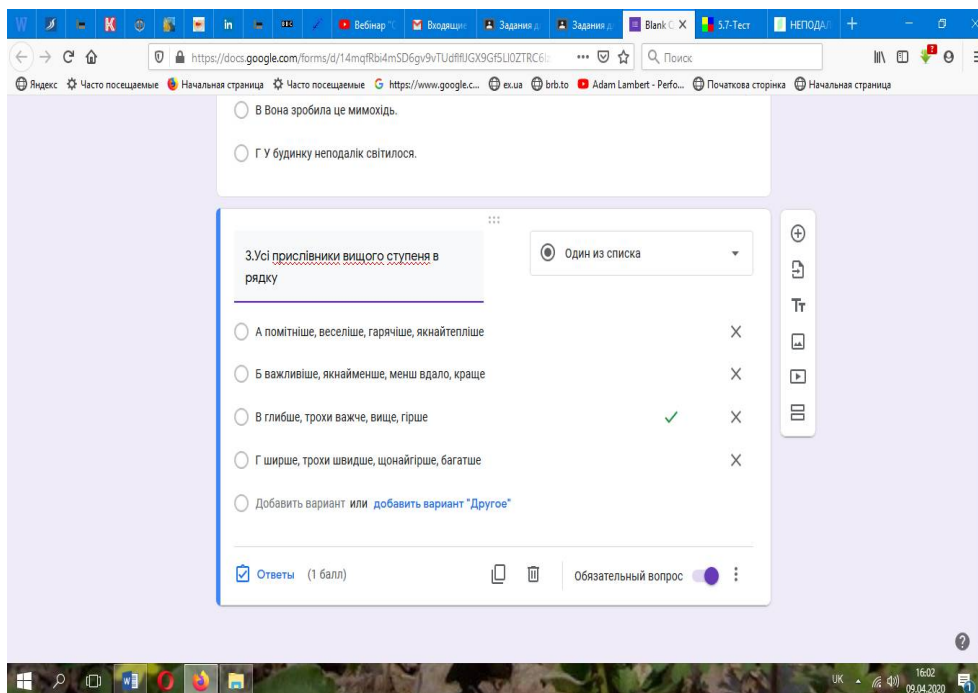 W
K
in
BBC
Вебінар "
Входящие
Задания д
Задания д
Blank
5.7-Тест
НЕПОДАЛ
https://docs.google.com/forms/d/14mqfRbi4mSD6gv9vTUdflfIJGX9Gf5LI0ZTRC6
Поиск
Яндекс
Часто посещаемые
Начальная страница
Часто посещаемые
https://www.google.c...
ex.ua
brb.to
Adam Lambert - Perfo...
Початкова сторінка
Начальная страница
В Вона зробила це мимохідь.
Г У будинку неподалік світилося.
3.Усі прислівники вищого ступеня в
рядку
Один из списка
А помітніше, веселіше, гарячіше, якнайтепліше
Б важливіше, якнайменше, менш вдало, краще
В глибше, трохи важче, вище, гірше
Г ширше, трохи швидше, щонайгірше, багатше
Добавить вариант или добавить вариант "Другое"
Ответы (1 балл)
Обязательный вопрос
Тт
UK
16:02
09.04.2020